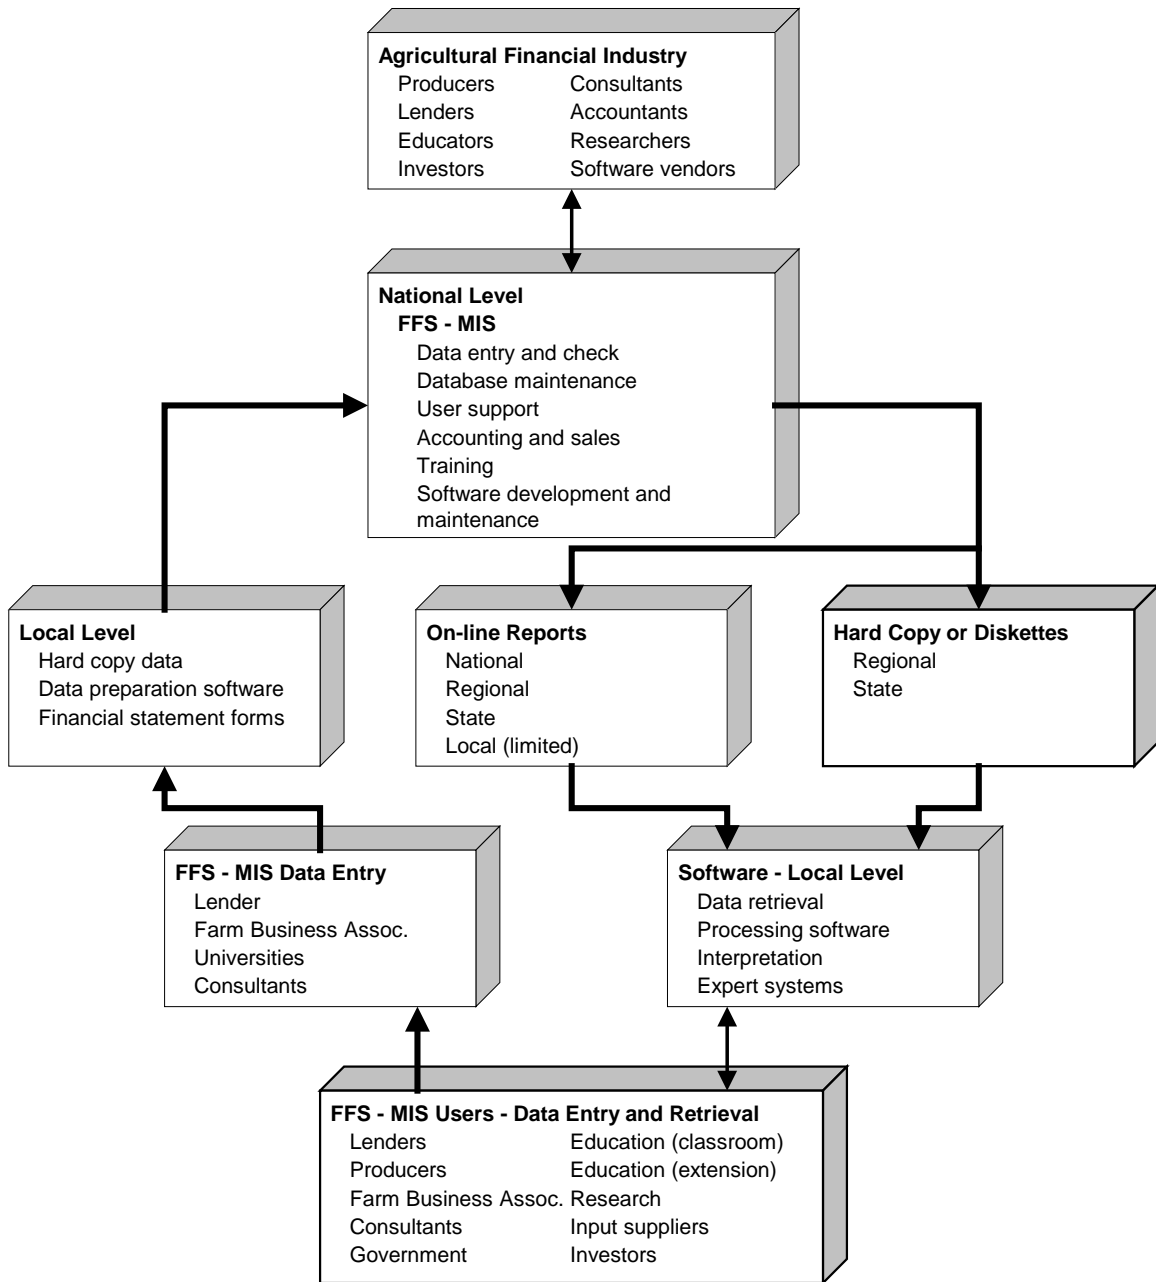 Agricultural Financial Industry
Producers Consultants
Lenders Accountants
Educators Researchers
Investors Software vendors
National Level
FFS - MIS
Data entry and check
Database maintenance
User support
Accounting and sales
Training
Software development and
maintenance
Local Level
Hard copy data
Data preparation software
Financial statement forms
On-line Reports
National
Regional
State
Local (limited)
Hard Copy or Diskettes
Regional
State
FFS - MIS Data Entry
Lender
Farm Business Assoc.
Universities
Consultants
Software - Local Level
Data retrieval
Processing software
Interpretation
Expert systems
FFS - MIS Users - Data Entry and Retrieval
Lenders Education (classroom)
Producers Education (extension)
Farm Business Assoc. Research
Consultants Input suppliers
Government Investors